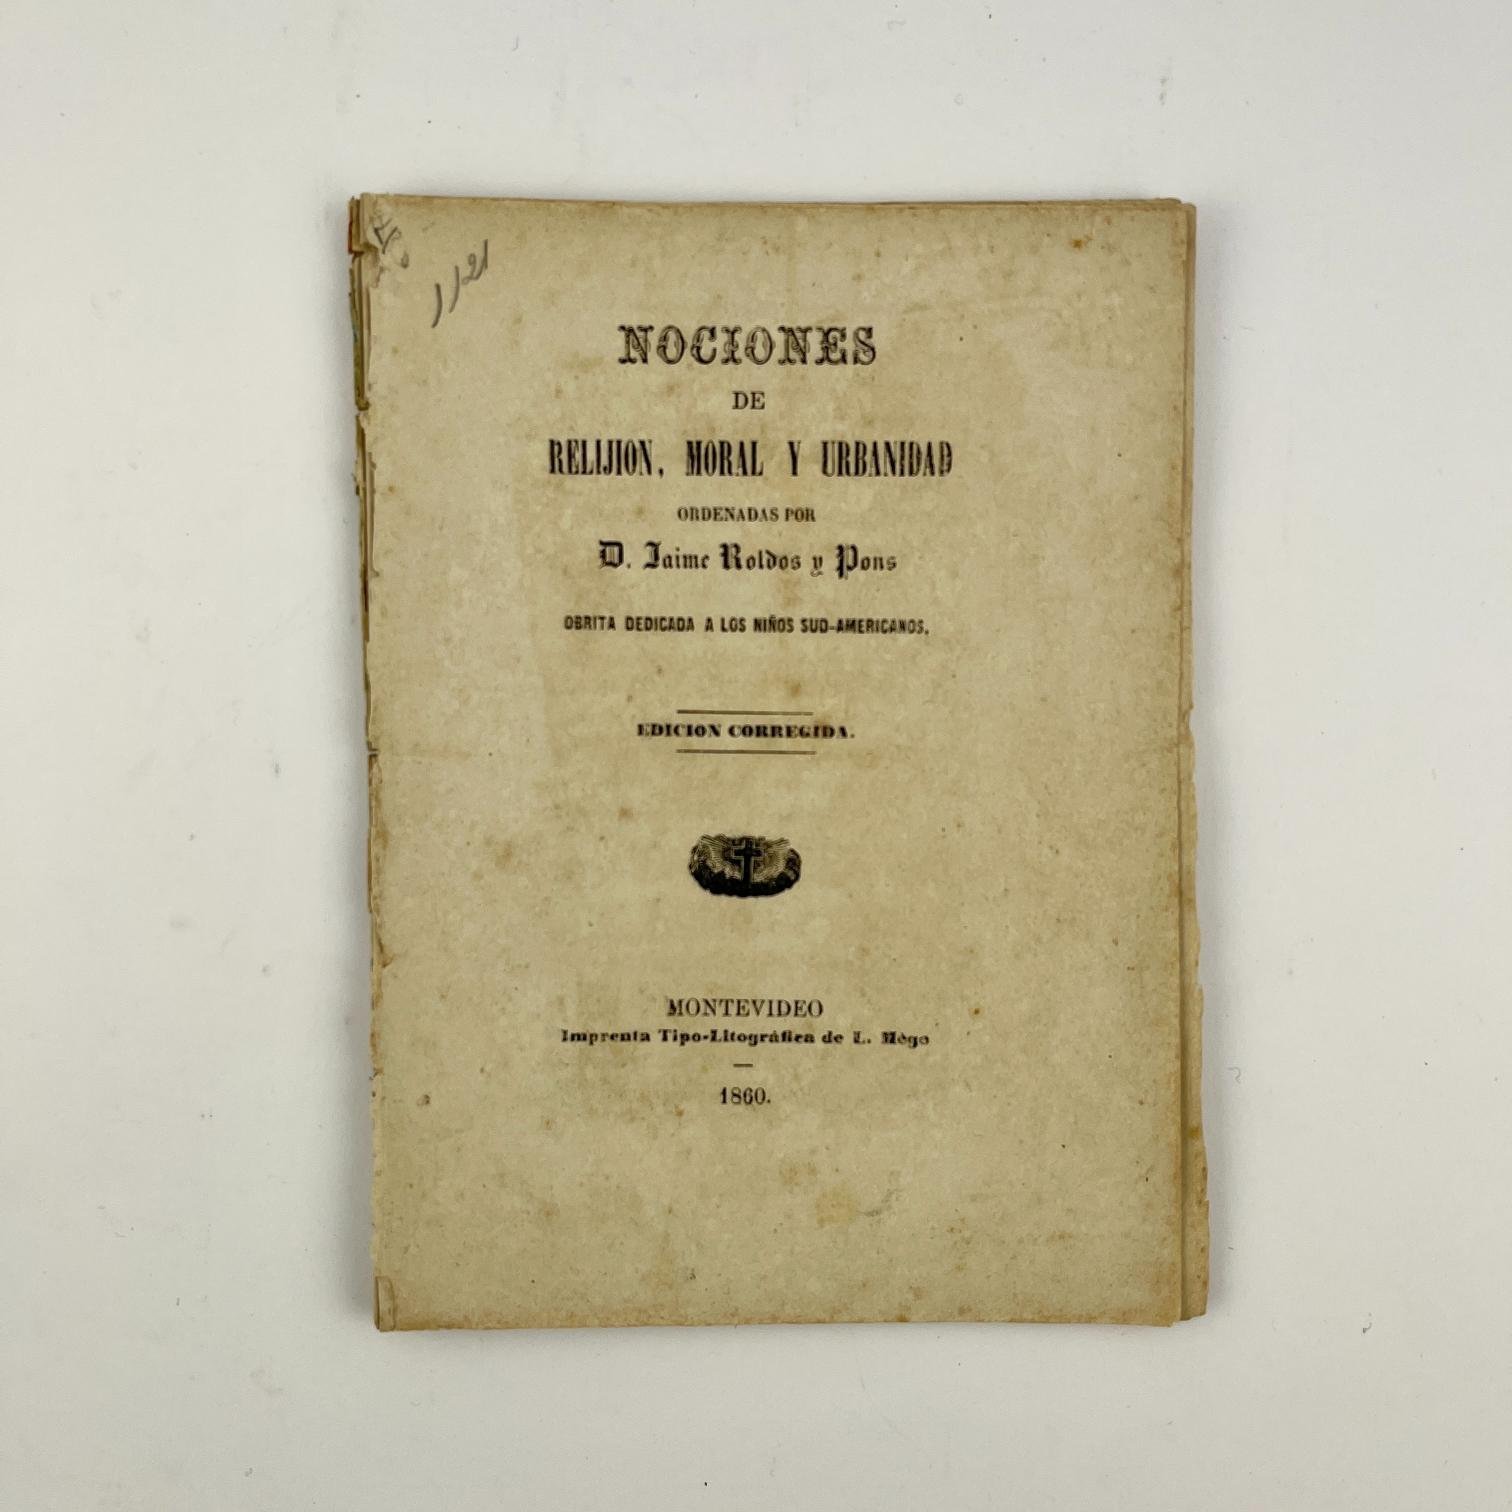 1121
NOCIONES
DE
RELIJION, MORAL Y URBANIDAD
ORDENADAS POR
D. Jaime Roldos y Pons
OBRITA DEDICADA A LOS NIÑOS SUD-AMERICANOS.
EDICION CORREGIDA.
MONTEVIDEO
Imprenta Tipo-Litográfica de L. Mège
1860.